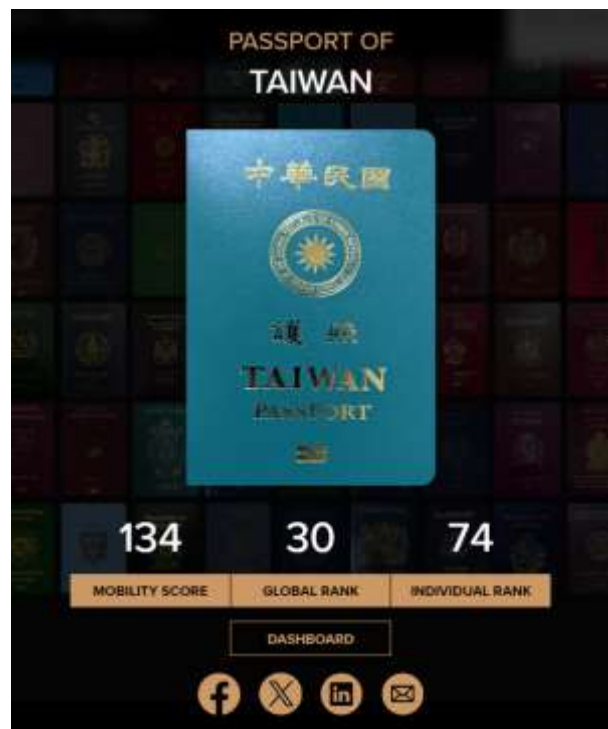 PASSPORT OF
TAIWAN
中華民國
護照
TAIWAN
PASSPORT
134
30
74
MOBILITY SCORE
GLOBAL RANK
INDIVIDUAL RANK
DASHBOARD